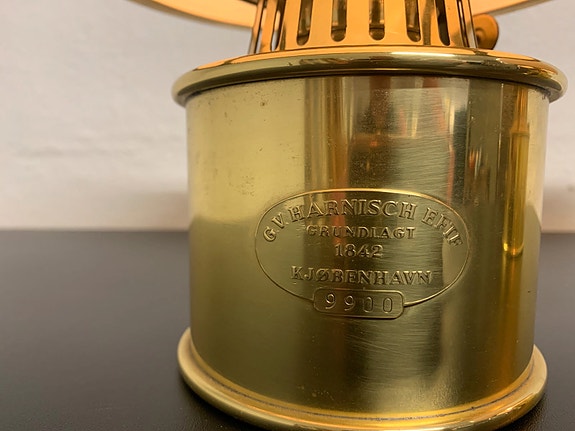 G.V. HARNISCH EFTF
GRUNDLAGT
1842
KJØBENHAVN
9900